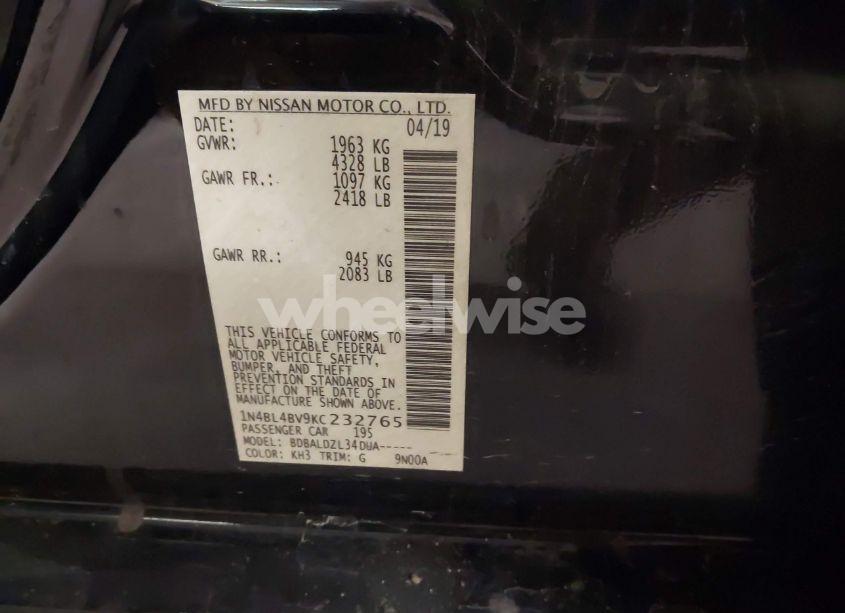 MFD BY NISSAN MOTOR CO., LTD.
DATE: 04/19
GVWR: 1963 KG
4328 LB
GAWR FR.: 1097 KG
2418 LB
GAWR RR.: 945 KG
2083 LB
wheelwise
THIS VEHICLE CONFORMS TO
ALL APPLICABLE FEDERAL
MOTOR VEHICLE SAFETY,
BUMPER, AND THEFT
PREVENTION STANDARDS IN
EFFECT ON THE DATE OF
MANUFACTURE SHOWN ABOVE.
1N4BL4BV9KC232765
PASSENGER CAR 195
MODEL: BDBALDZL34DUA-----
COLOR: KH3 TRIM: G 9N00A